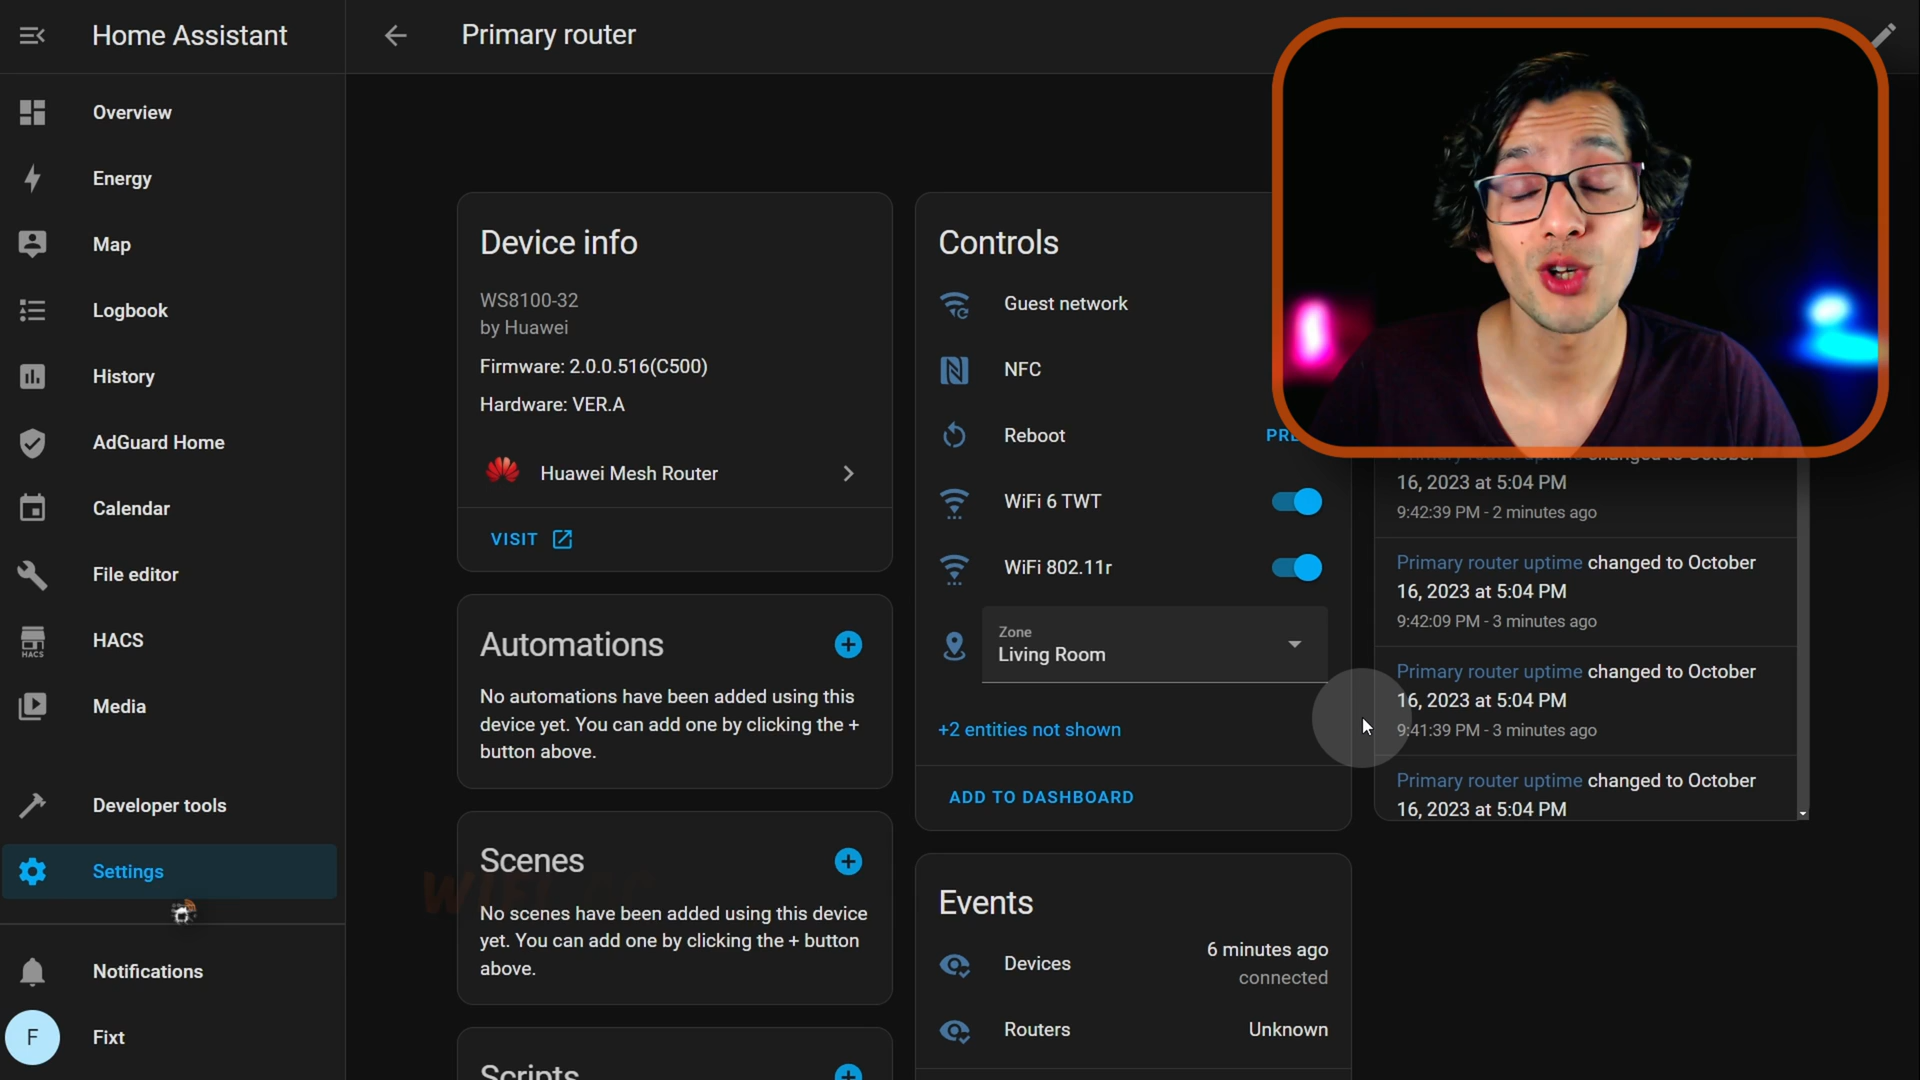 Home Assistant
Overview
Energy
Map
Logbook
History
AdGuard Home
Calendar
File editor
HACS
HACS
Media
Developer tools
Settings
Notifications
F
Fixt
Primary router
Device info
WS8100-32
by Huawei
Firmware: 2.0.0.516(C500)
Hardware: VER.A
Huawei Mesh Router
VISIT
Automations
No automations have been added using this
device yet. You can add one by clicking the +
button above.
Scenes
No scenes have been added using this device
yet. You can add one by clicking the + button
above.
Scripts
Controls
Guest network
NFC
Reboot
WiFi 6 TWT
WiFi 802.11r
Zone
Living Room
+2 entities not shown
ADD TO DASHBOARD
Events
Devices
6 minutes ago
connected
Routers
Unknown
Primary router uptime changed to October
16, 2023 at 5:04 PM
9:42:39 PM - 2 minutes ago
Primary router uptime changed to October
16, 2023 at 5:04 PM
9:42:09 PM - 3 minutes ago
Primary router uptime changed to October
16, 2023 at 5:04 PM
9:41:39 PM - 3 minutes ago
Primary router uptime changed to October
16, 2023 at 5:04 PM